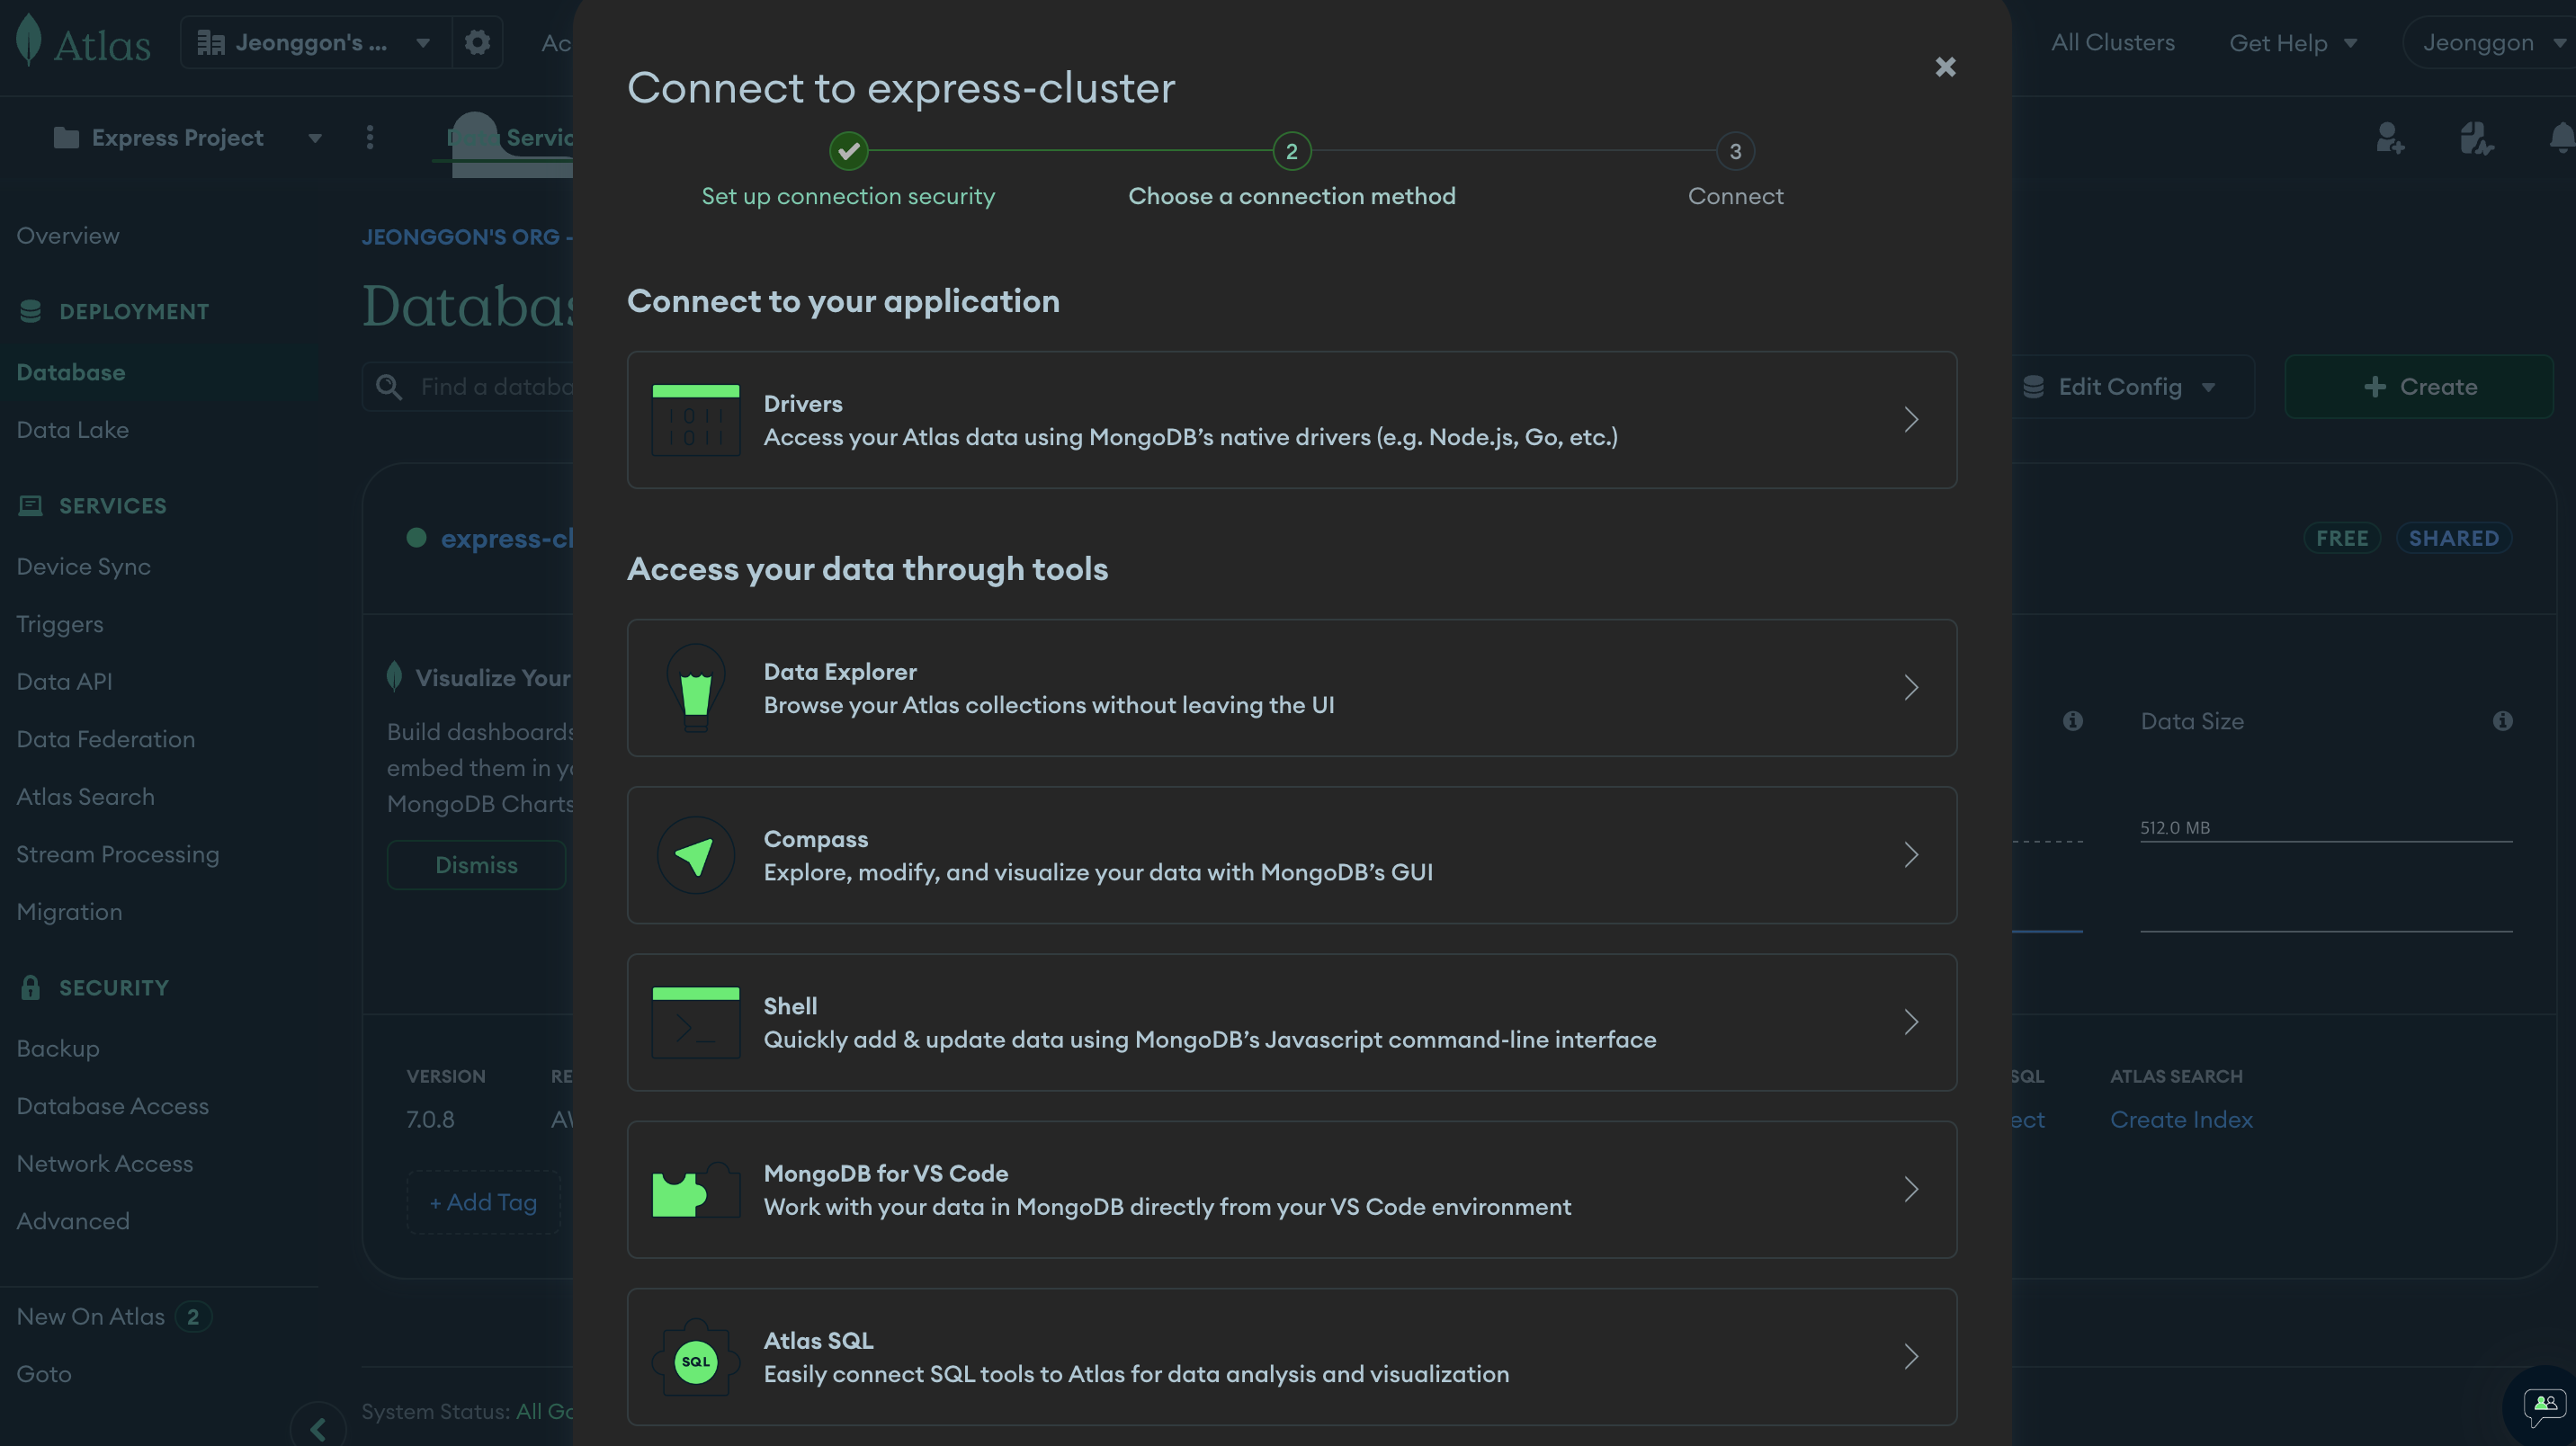 Atlas
Jeonggon's ...
All Clusters
Get Help
Jeonggon
Express Project
Overview
DEPLOYMENT
Database
Data Lake
SERVICES
Device Sync
Triggers
Data API
Data Federation
Atlas Search
Stream Processing
Migration
SECURITY
Backup
Database Access
Network Access
Advanced
New On Atlas 2
Goto
JEONGGON'S ORG -
Visualize Your
Build dashboards
embed them in
MongoDB Charts
Dismiss
VERSION
7.0.8
+ Add Tag
System Status: All
Connect to express-cluster
2
3
Set up connection security
Choose a connection method
Connect
Connect to your application
Drivers
Access your Atlas data using MongoDB’s native drivers (e.g. Node.js, Go, etc.)
Access your data through tools
Data Explorer
Browse your Atlas collections without leaving the UI
Compass
Explore, modify, and visualize your data with MongoDB’s GUI
Shell
Quickly add & update data using MongoDB’s Javascript command-line interface
MongoDB for VS Code
Work with your data in MongoDB directly from your VS Code environment
SQL
Atlas SQL
Easily connect SQL tools to Atlas for data analysis and visualization
Edit Config
+ Create
FREE
SHARED
Data Size
512.0 MB
SQL
ATLAS SEARCH
Create Index